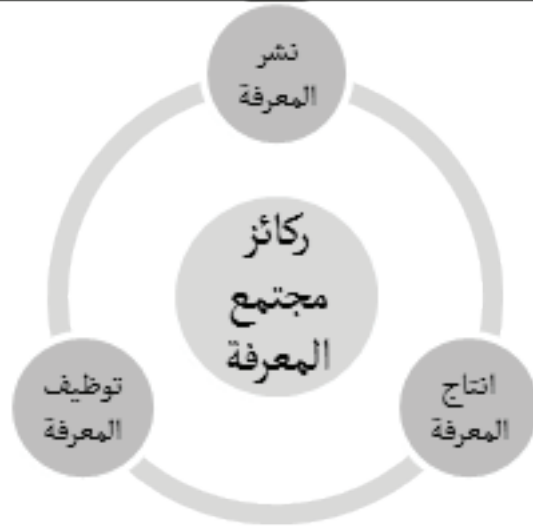 نشر
المعرفة
ركائز
مجتمع
المعرفة
انتاج
المعرفة
توظيف
المعرفة